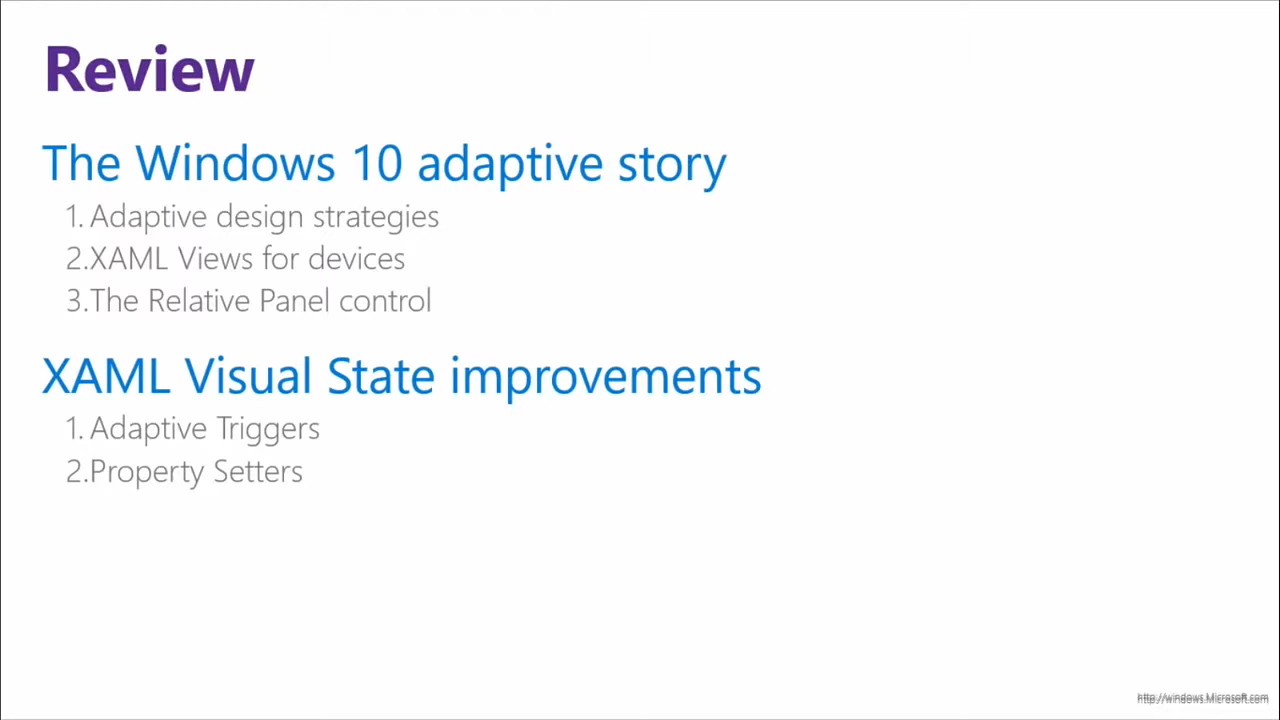 Review
The Windows 10 adaptive story
1. Adaptive design strategies
2.XAML Views for devices
3.The Relative Panel control
XAML Visual State improvements
1. Adaptive Triggers
2.Property Setters
http://windows.Microsoft.com